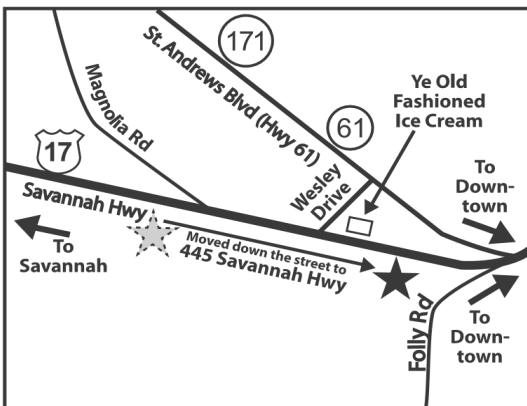 171
St. Andrews Blvd (Hwy 61)
61
Ye Old
Fashioned
Ice Cream
Magnolia Rd
17
Wesley
Drive
To
Down-
town
Savannah Hwy
To
Savannah
Moved down the street to
445 Savannah Hwy
Folly Rd
To
Down-
town